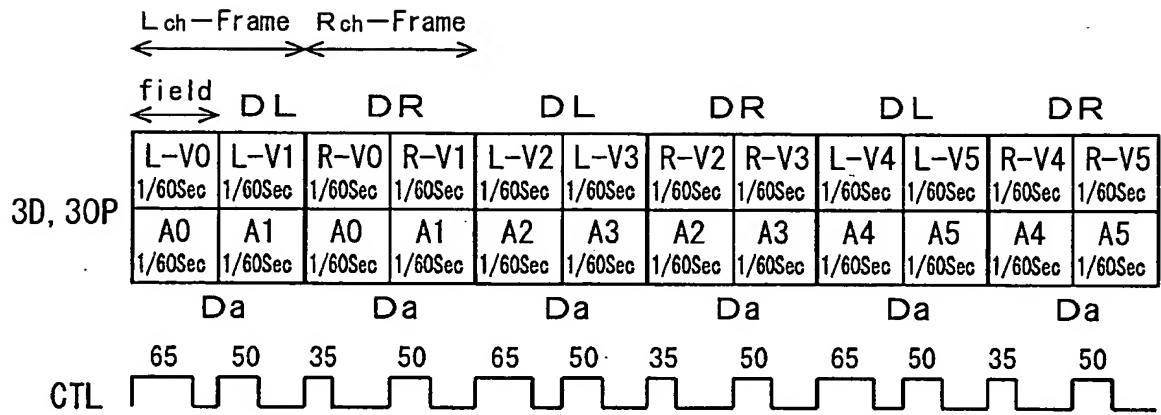 Lch-Frame Rch-Frame
field DL DR DL DR DL DR
L-V0 L-V1 R-V0 R-V1 L-V2 L-V3 R-V2 R-V3 L-V4 L-V5 R-V4 R-V5
1/60Sec 1/60Sec 1/60Sec 1/60Sec 1/60Sec 1/60Sec 1/60Sec 1/60Sec 1/60Sec 1/60Sec 1/60Sec 1/60Sec
3D, 30P
A0 A1 A0 A1 A2 A3 A2 A3 A4 A5 A4 A5
1/60Sec 1/60Sec 1/60Sec 1/60Sec 1/60Sec 1/60Sec 1/60Sec 1/60Sec 1/60Sec 1/60Sec 1/60Sec 1/60Sec
Da Da Da Da Da Da
65 50 35 50 65 50 35 50 65 50 35 50
CTL